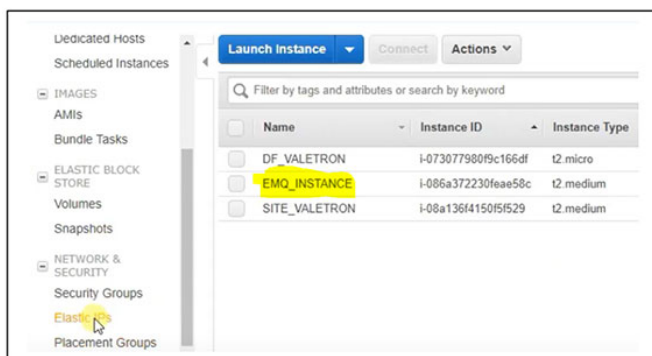 Dedicated Hosts
Scheduled Instances
IMAGES
AMIs
Bundle Tasks
ELASTIC BLOCK
STORE
Volumes
Snapshots
NETWORK &
SECURITY
Security Groups
Elastic IPs
Placement Groups
Launch Instance Connect Actions
Filter by tags and attributes or search by keyword
Name Instance ID Instance Type
DF_VALETRON i-073077980f9c166df t2.micro
EMQ_INSTANCE i-086a372230feae58c t2.medium
SITE_VALETRON i-08a136f4150f5f529 t2.medium